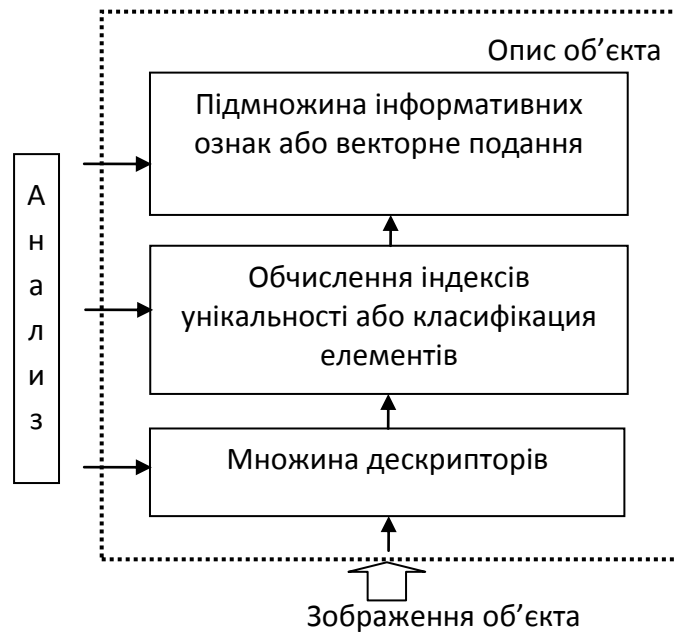 Опис об’єкта
Підмножина інформативних
ознак або векторне подання
А
н
а
л
и
з
Обчислення індексів
унікальності або класифікация
елементів
Множина дескрипторів
Зображення об’єкта